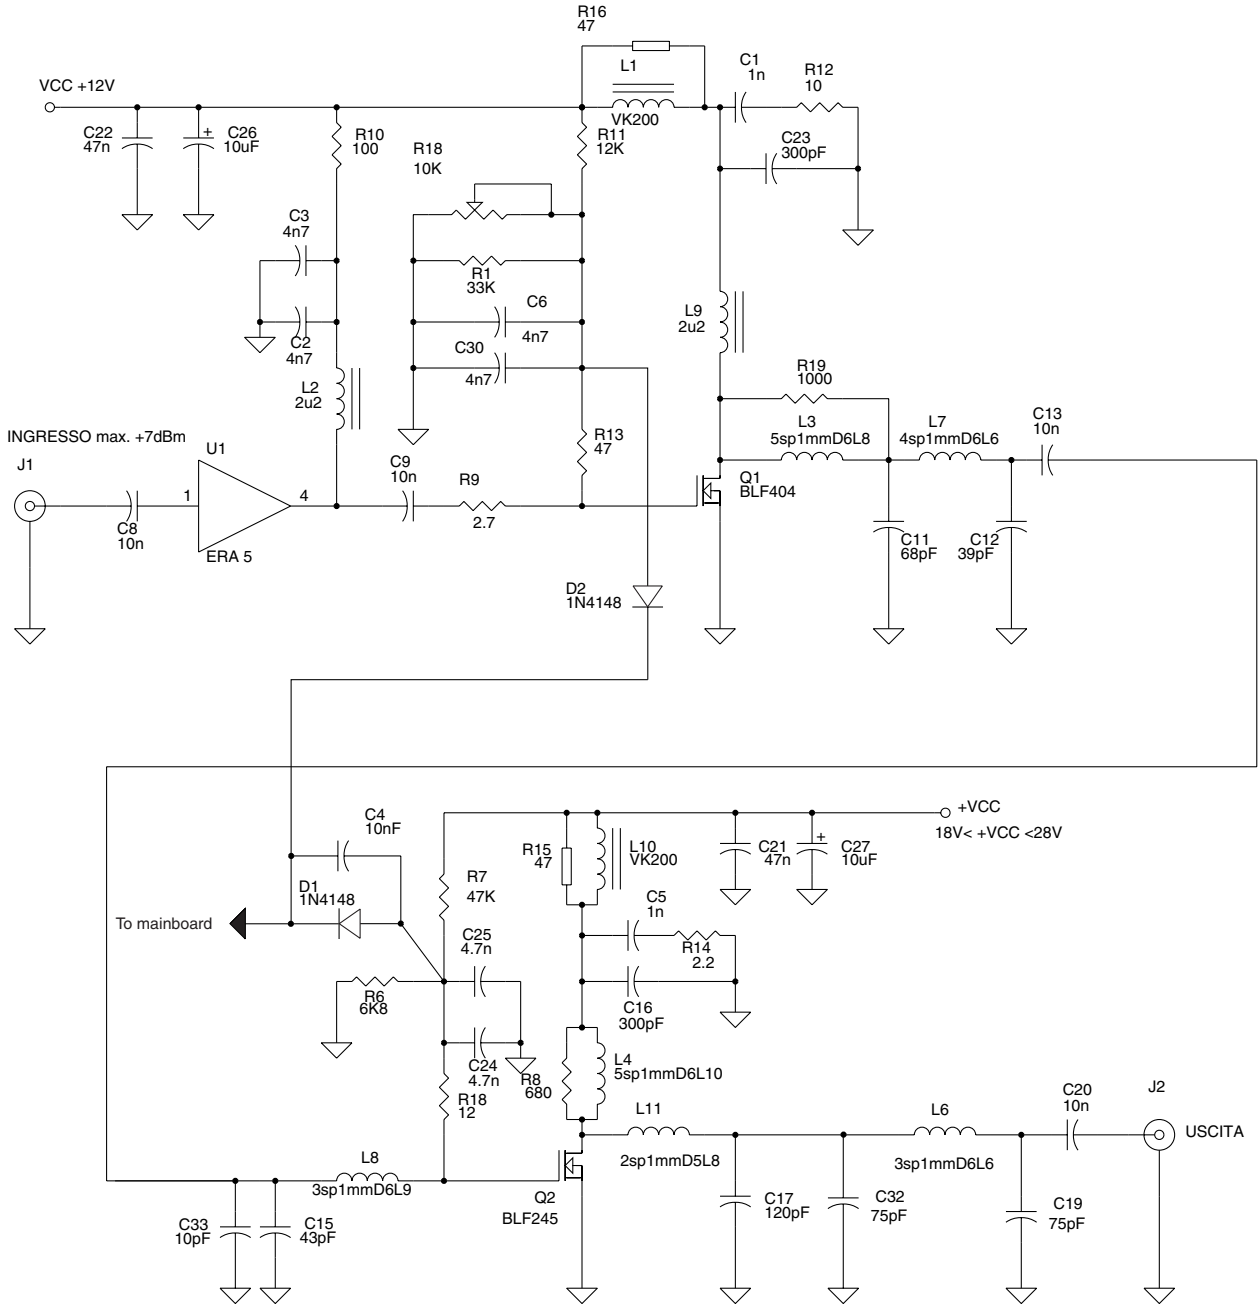 R16
47
L1
VK200
C1
1n
R12
10
VCC +12V
C22
47n
+
C26
10uF
R10
100
R18
10K
R11
12K
C23
300pF
C3
4n7
R1
33K
C6
4n7
C2
4n7
C30
4n7
L9
2u2
L2
2u2
R19
1000
INGRESSO max. +7dBm
J1
U1
1
4
C8
10n
ERA 5
C9
10n
R9
2.7
R13
47
L3
5sp1mmD6L8
L7
4sp1mmD6L6
C13
10n
Q1
BLF404
C11
68pF
C12
39pF
D2
1N4148
+VCC
18V< +VCC <28V
C4
10nF
D1
1N4148
To mainboard
R15
47
L10
VK200
C21
47n
+
C27
10uF
R7
47K
C5
1n
R14
2.2
C25
4.7n
R6
6K8
C16
300pF
C24
4.7n
R8
680
L4
5sp1mmD6L10
R18
12
L11
2sp1mmD5L8
L6
3sp1mmD6L6
C20
10n
J2
USCITA
L8
3sp1mmD6L9
Q2
BLF245
C33
10pF
C15
43pF
C17
120pF
C32
75pF
C19
75pF